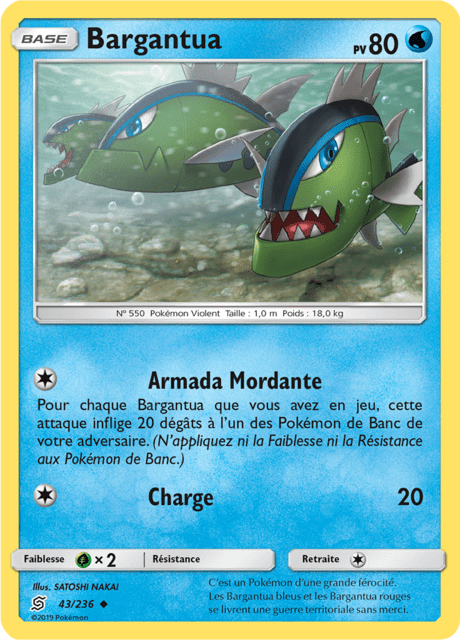 BASE Bargantua PV 80
N° 550 Pokémon Violent Taille : 1,0 m Poids : 18,0 kg
Armada Mordante
Pour chaque Bargantua que vous avez en jeu, cette
attaque inflige 20 dégâts à l'un des Pokémon de Banc de
votre adversaire. (N'appliquez ni la Faiblesse ni la Résistance
aux Pokémon de Banc.)
Charge 20
Faiblesse × 2 Résistance Retraite
Illus. SATOSHI NAKAI
43/236
©2019 Pokémon
C'est un Pokémon d'une grande férocité.
Les Bargantua bleus et les Bargantua rouges
se livrent une guerre territoriale sans merci.